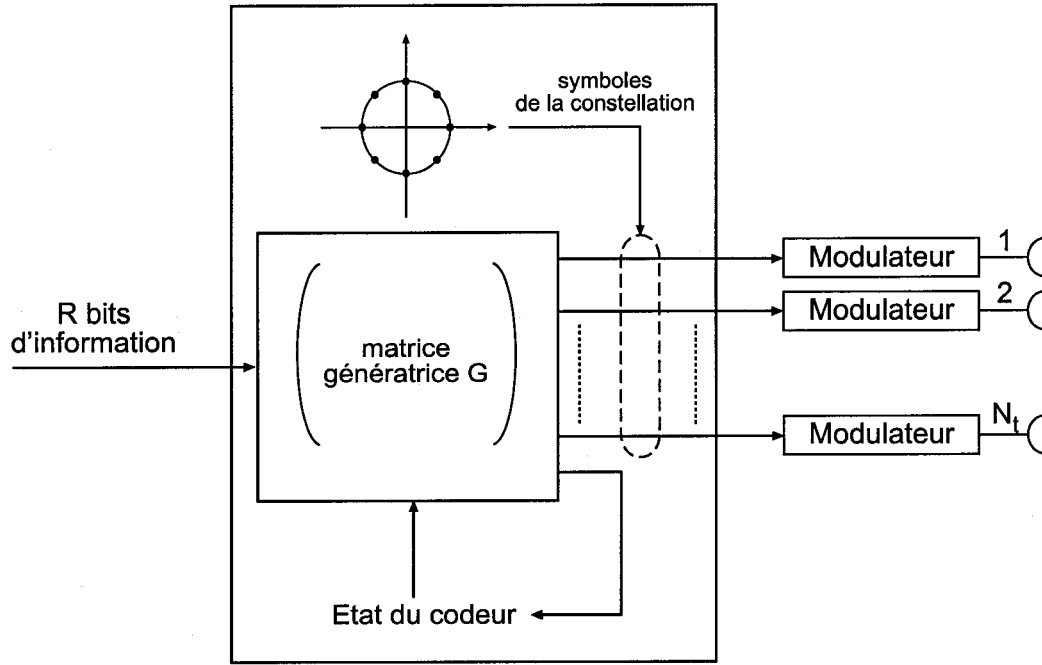 symboles
de la constellation
R bits
d'information
matrice
génératrice G
Modulateur
1
Modulateur
2
Modulateur
N_t
Etat du codeur